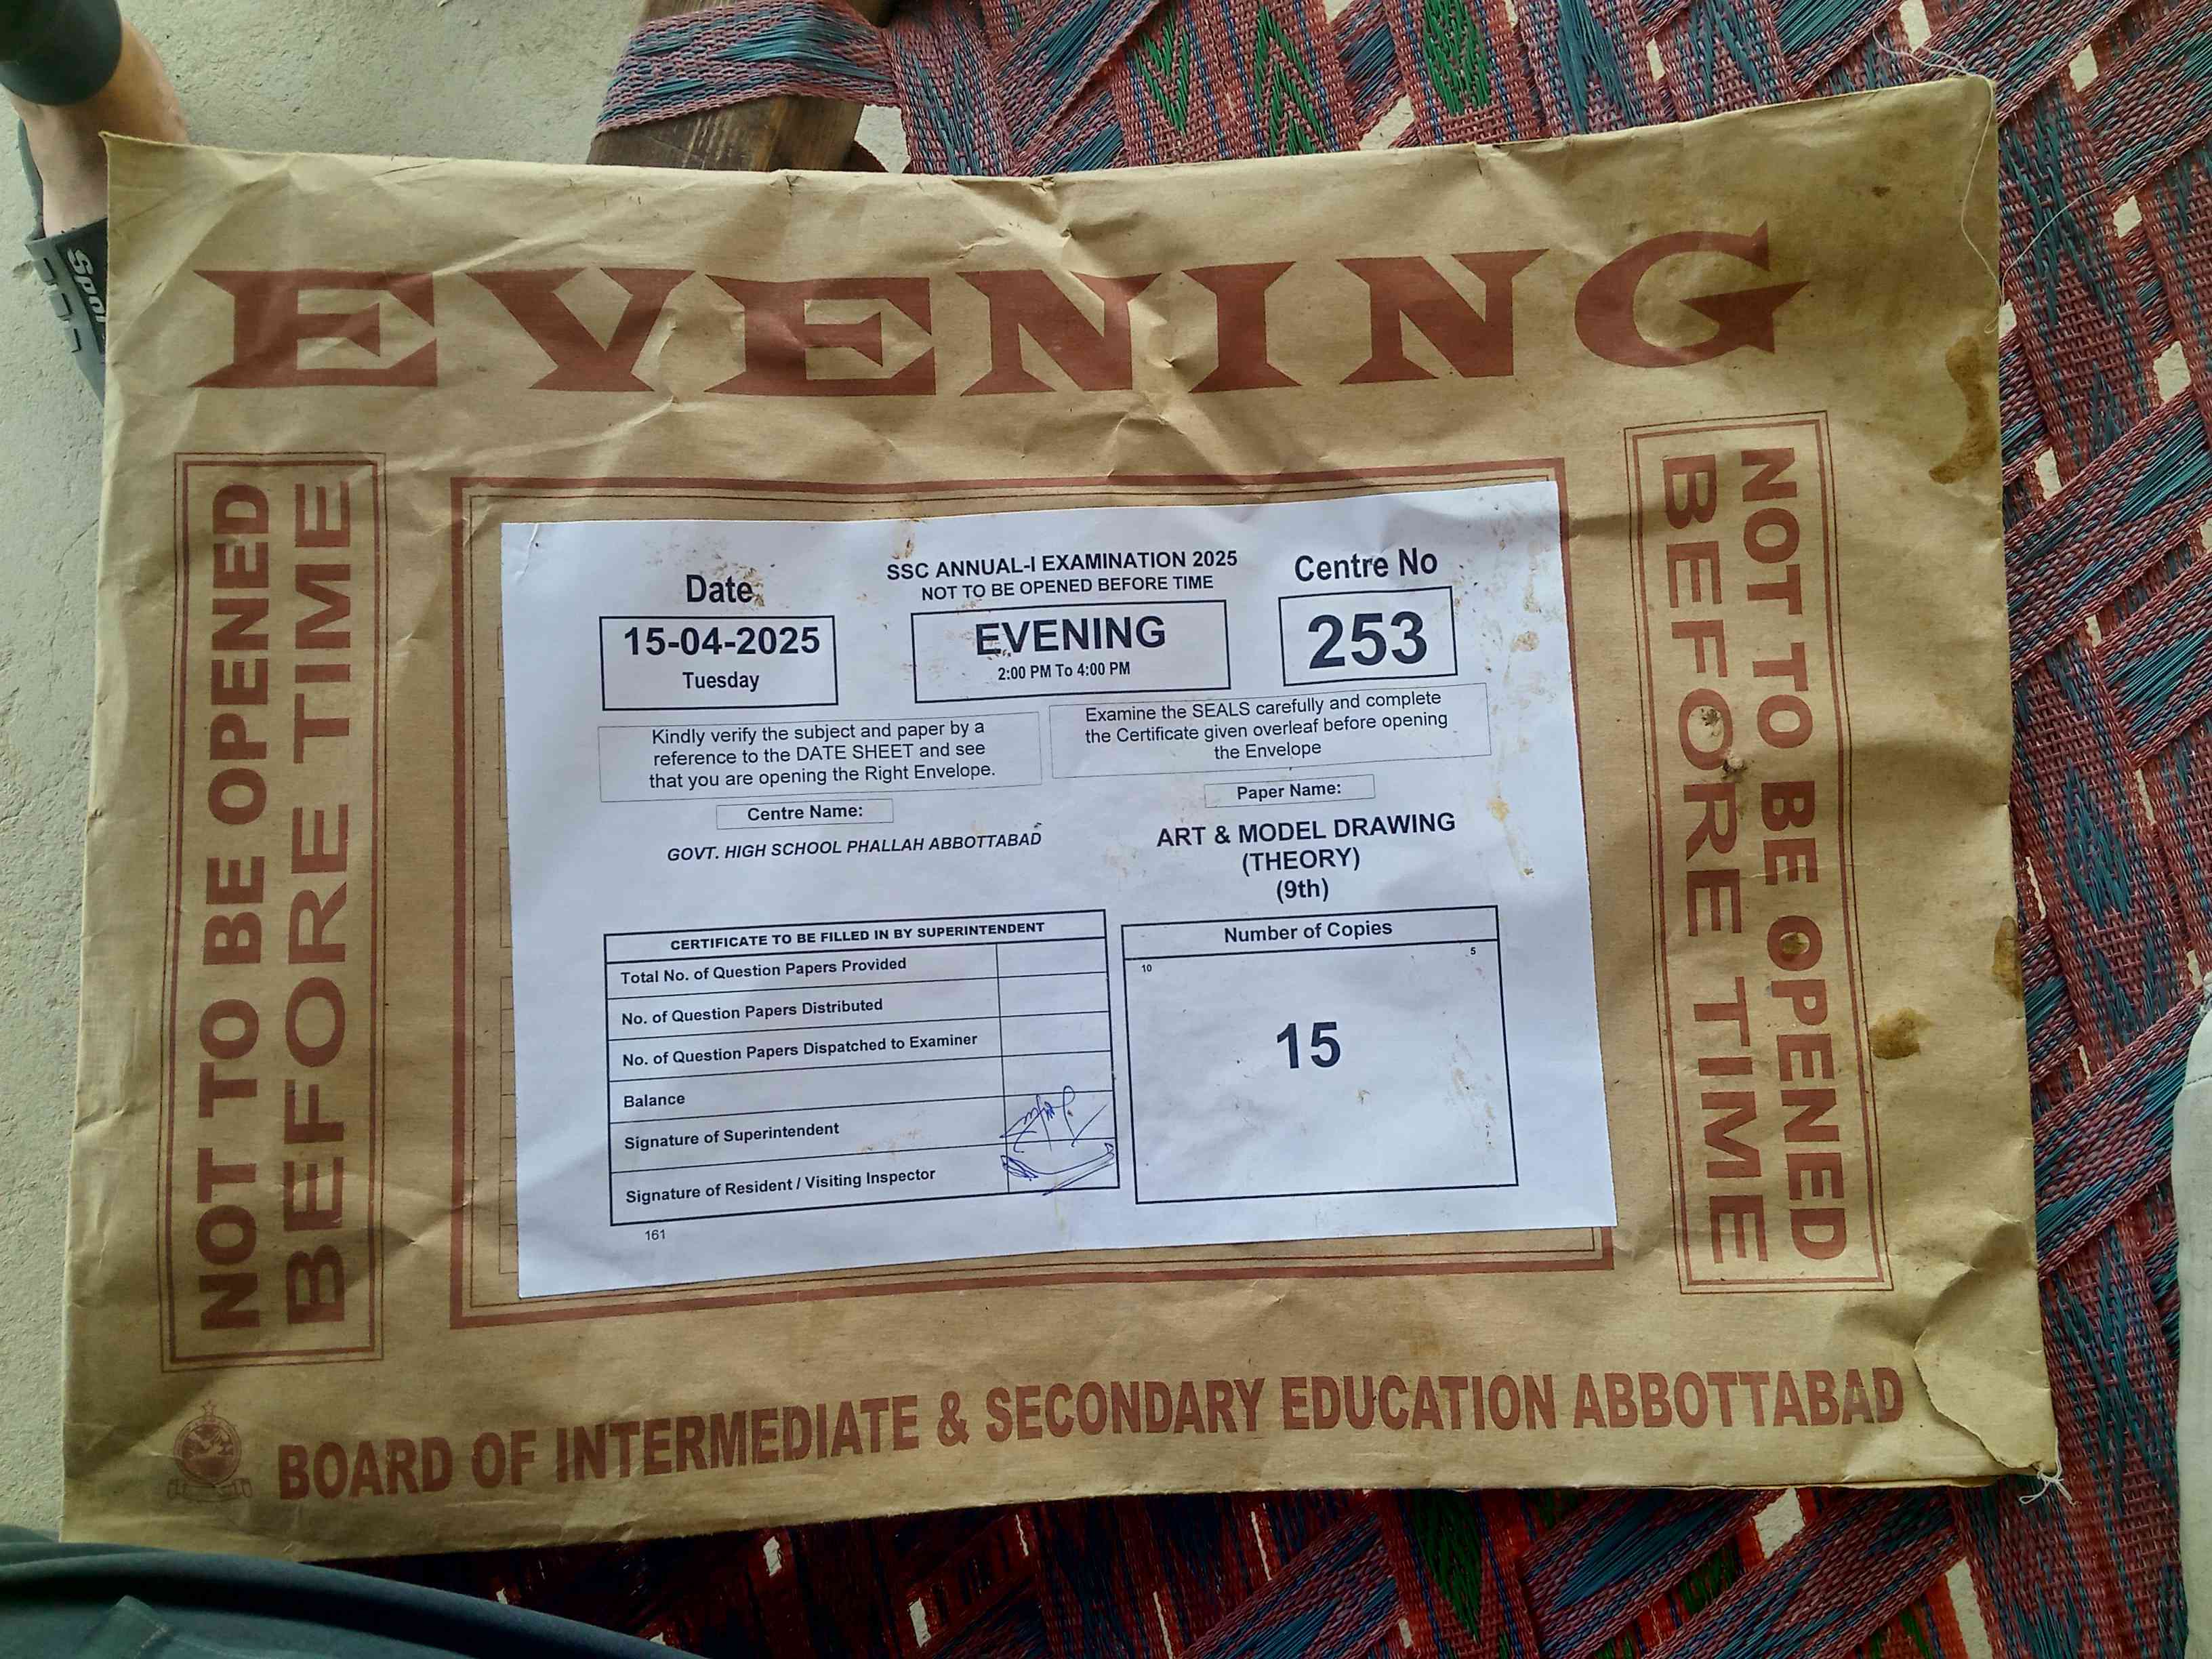 EVENING
NOT TO BE OPENED
BEFORE TIME
Date
15-04-2025
Tuesday
SSC ANNUAL-I EXAMINATION 2025
NOT TO BE OPENED BEFORE TIME
EVENING
2:00 PM To 4:00 PM
Centre No
253
Kindly verify the subject and paper by a
reference to the DATE SHEET and see
that you are opening the Right Envelope.
Examine the SEALS carefully and complete
the Certificate given overleaf before opening
the Envelope
Centre Name:
GOVT. HIGH SCHOOL PHALLAH ABBOTTABAD
Paper Name:
ART & MODEL DRAWING
(THEORY)
(9th)
CERTIFICATE TO BE FILLED IN BY SUPERINTENDENT
Total No. of Question Papers Provided
No. of Question Papers Distributed
No. of Question Papers Dispatched to Examiner
Balance
Signature of Superintendent
Signature of Resident / Visiting Inspector
161
Number of Copies
10
5
15
NOT TO BE OPENED
BEFORE TIME
BOARD OF INTERMEDIATE & SECONDARY EDUCATION ABBOTTABAD